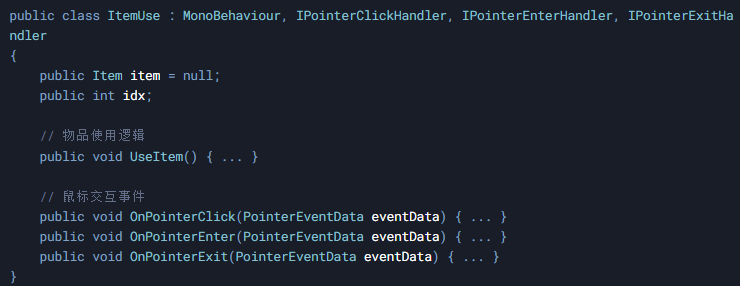 public class ItemUse : MonoBehaviour, IPointerClickHandler, IPointerEnterHandler, IPointerExitHa
ndler
{
    public Item item = null;
    public int idx;

    // 物品使用逻辑
    public void UseItem() { ... }

    // 鼠标交互事件
    public void OnPointerClick(PointerEventData eventData) { ... }
    public void OnPointerEnter(PointerEventData eventData) { ... }
    public void OnPointerExit(PointerEventData eventData) { ... }
}